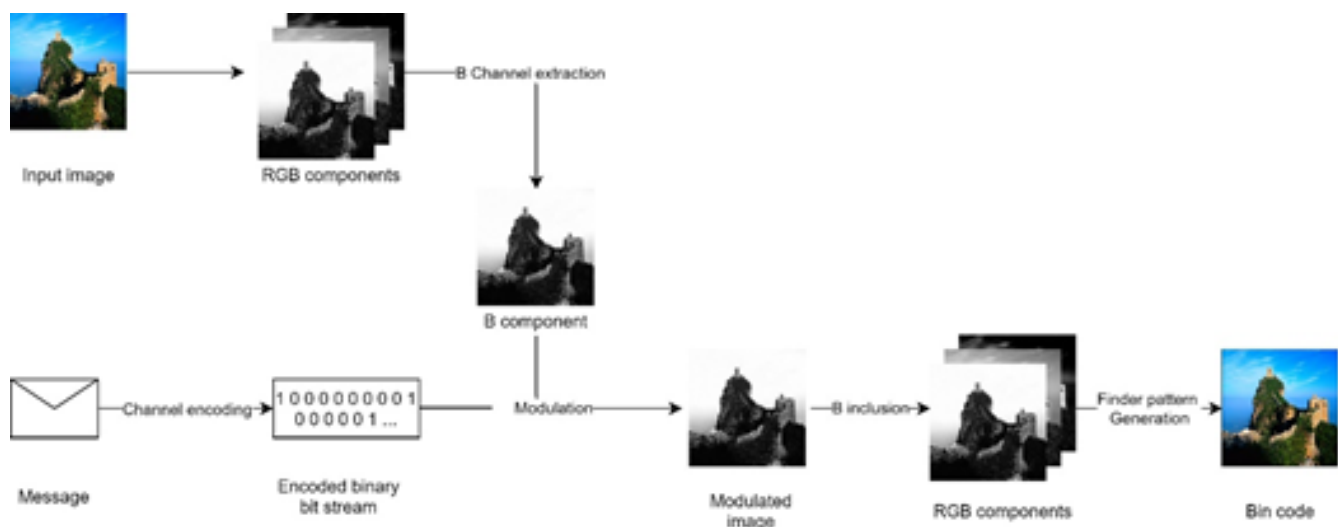 B Channel extraction
Input image
RGB components
B component
Channel encoding
1 0 0 0 0 0 0 0 0 1
0 0 0 0 0 1 ...
Modulation
B inclusion
Finder pattern
Generation
Message
Encoded binary
bit stream
Modulated
image
RGB components
Bin code